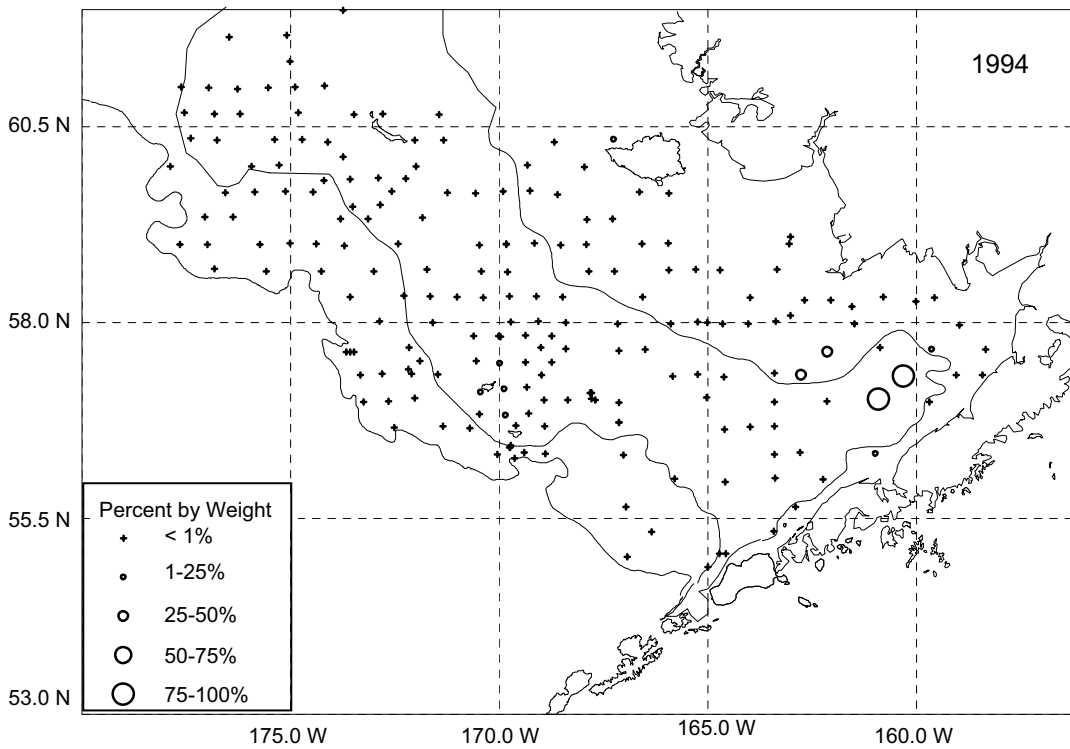 1994
60.5 N
58.0 N
55.5 N
53.0 N
Percent by Weight
< 1%
1-25%
25-50%
50-75%
75-100%
175.0 W
170.0 W
165.0 W
160.0 W